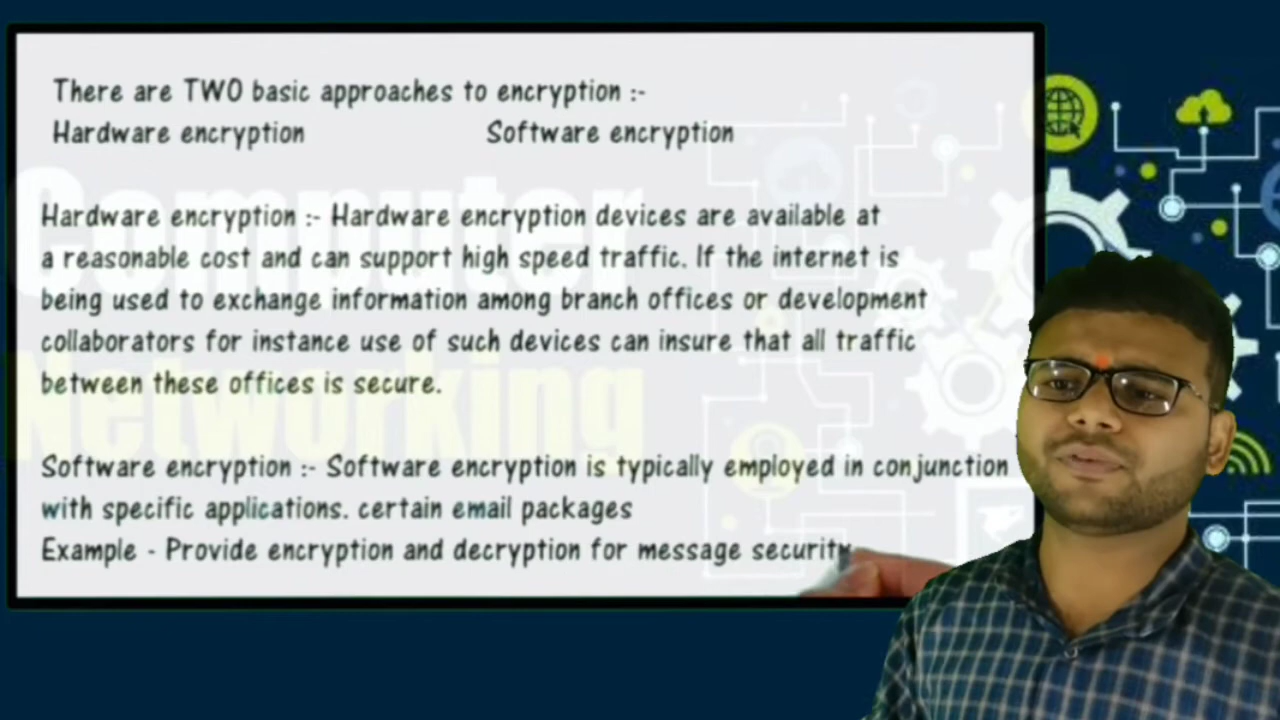 There are TWO basic approaches to encryption :-
Hardware encryption Software encryption
Hardware encryption :- Hardware encryption devices are available at
a reasonable cost and can support high speed traffic. If the internet is
being used to exchange information among branch offices or development
collaborators for instance use of such devices can insure that all traffic
between these offices is secure.
Software encryption :- Software encryption is typically employed in conjunction
with specific applications. certain email packages
Example - Provide encryption and decryption for message security
Computer
Networking